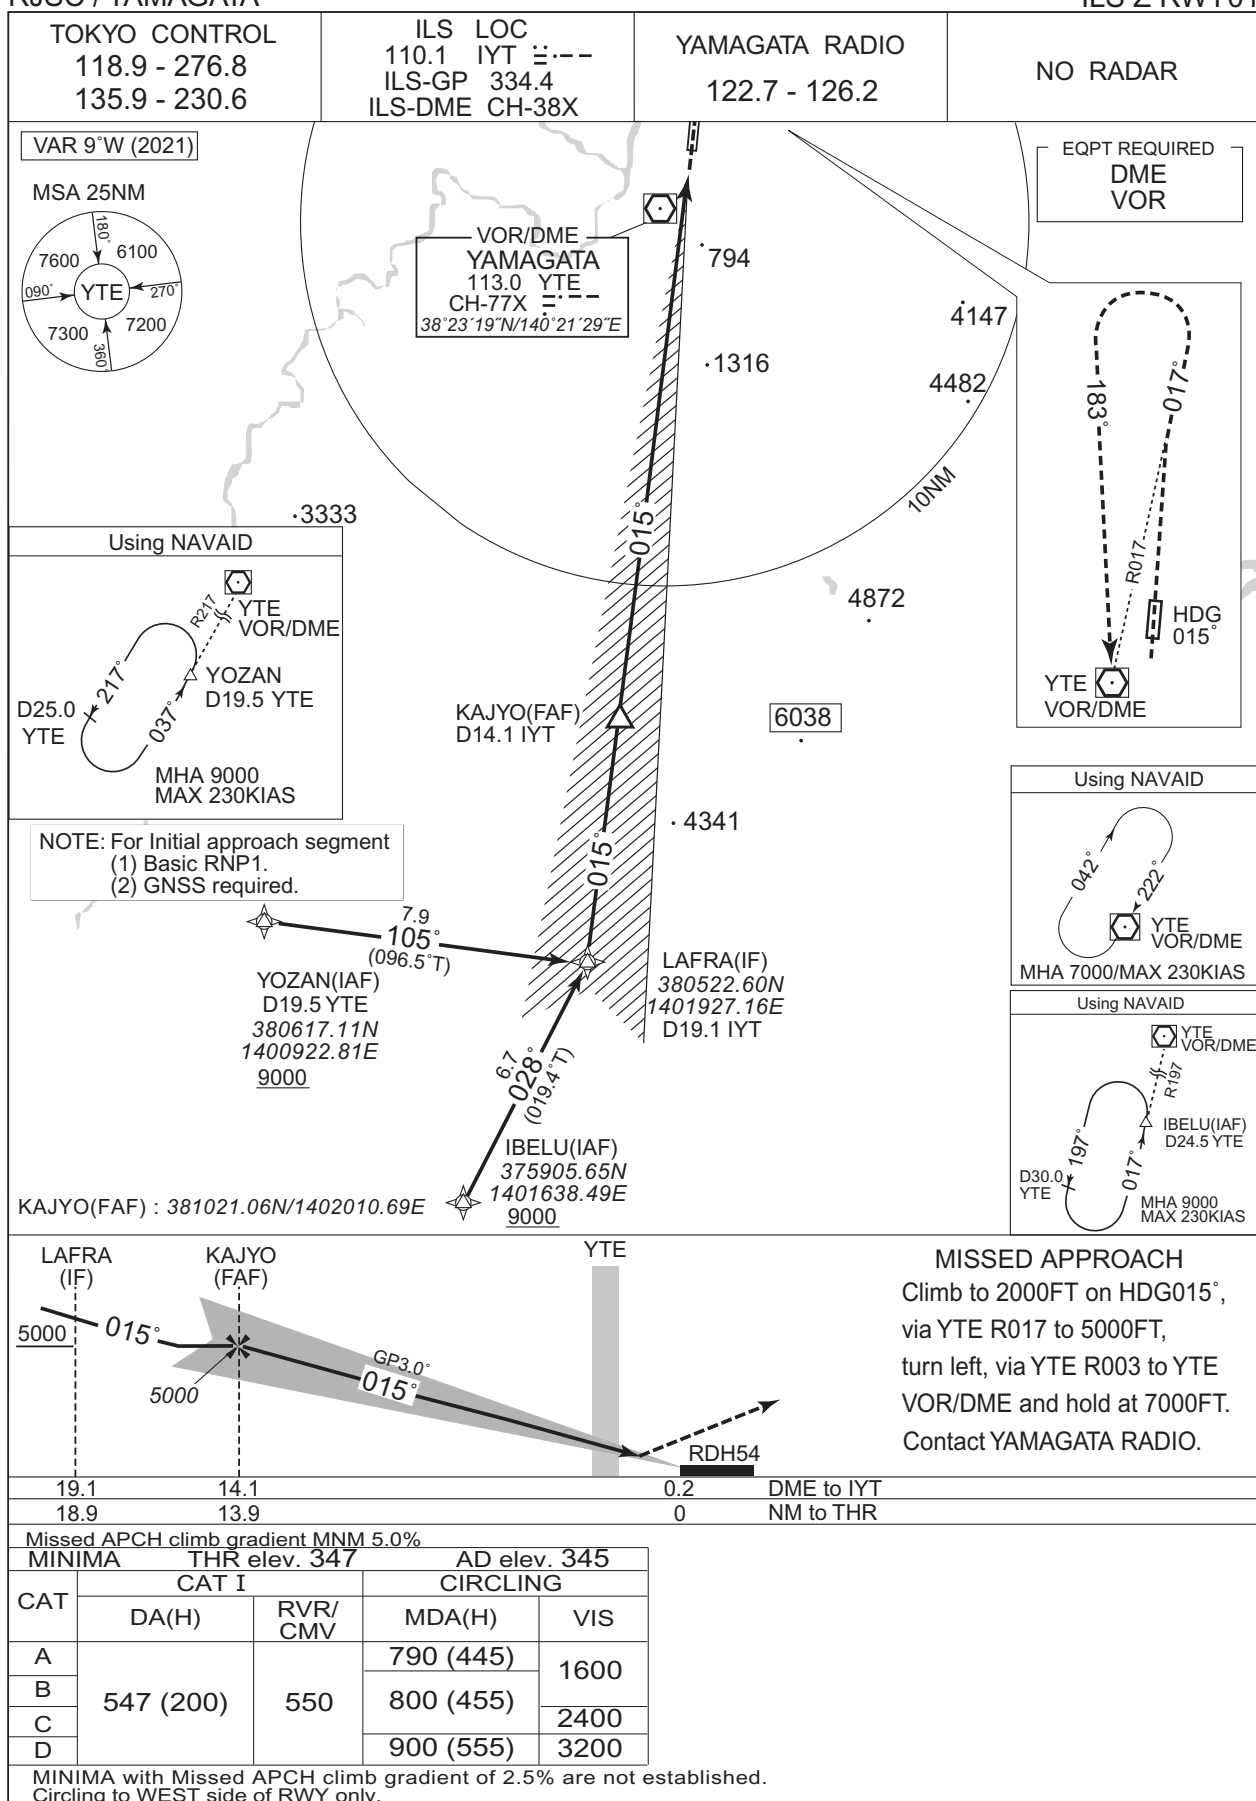 RJSC / YAMAGATA
ILS Z RWY01
TOKYO CONTROL
118.9 - 276.8
135.9 - 230.6
ILS LOC
110.1 IYT
ILS-GP 334.4
ILS-DME CH-38X
YAMAGATA RADIO
122.7 - 126.2
NO RADAR
VAR 9°W (2021)
MSA 25NM
180°
7600
6100
090°
YTE
270°
7300
7200
360°
EQPT REQUIRED
DME
VOR
VOR/DME
YAMAGATA
113.0 YTE
CH-77X
38°23´19˝N/140°21´29˝E
794
4147
1316
4482
10NM
3333
015°
4872
183°
017°
R017
HDG
015°
YTE
VOR/DME
Using NAVAID
R217
YTE
VOR/DME
217°
YOZAN
D19.5 YTE
D25.0
YTE
037°
MHA 9000
MAX 230KIAS
KAJYO(FAF)
D14.1 IYT
6038
4341
015°
Using NAVAID
042°
222°
YTE
VOR/DME
MHA 7000/MAX 230KIAS
NOTE: For Initial approach segment
(1) Basic RNP1.
(2) GNSS required.
7.9
105°
(096.5°T)
YOZAN(IAF)
D19.5 YTE
380617.11N
1400922.81E
9000
LAFRA(IF)
380522.60N
1401927.16E
D19.1 IYT
Using NAVAID
YTE
VOR/DME
R197
IBELU(IAF)
D24.5 YTE
197°
D30.0
YTE
017°
MHA 9000
MAX 230KIAS
6.7
028°
(019.4°T)
IBELU(IAF)
375905.65N
1401638.49E
9000
KAJYO(FAF) : 381021.06N/1402010.69E
LAFRA
(IF)
KAJYO
(FAF)
YTE
5000
015°
5000
GP3.0°
015°
RDH54
MISSED APPROACH
Climb to 2000FT on HDG015°,
via YTE R017 to 5000FT,
turn left, via YTE R003 to YTE
VOR/DME and hold at 7000FT.
Contact YAMAGATA RADIO.
19.1 14.1 0.2 DME to IYT
18.9 13.9 0 NM to THR
Missed APCH climb gradient MNM 5.0%
MINIMA THR elev. 347 AD elev. 345
CAT
CAT I
CIRCLING
DA(H)
RVR/
CMV
MDA(H)
VIS
A
B
C
D
547 (200)
550
790 (445)
800 (455)
900 (555)
1600
2400
3200
MINIMA with Missed APCH climb gradient of 2.5% are not established.
Circling to WEST side of RWY only.